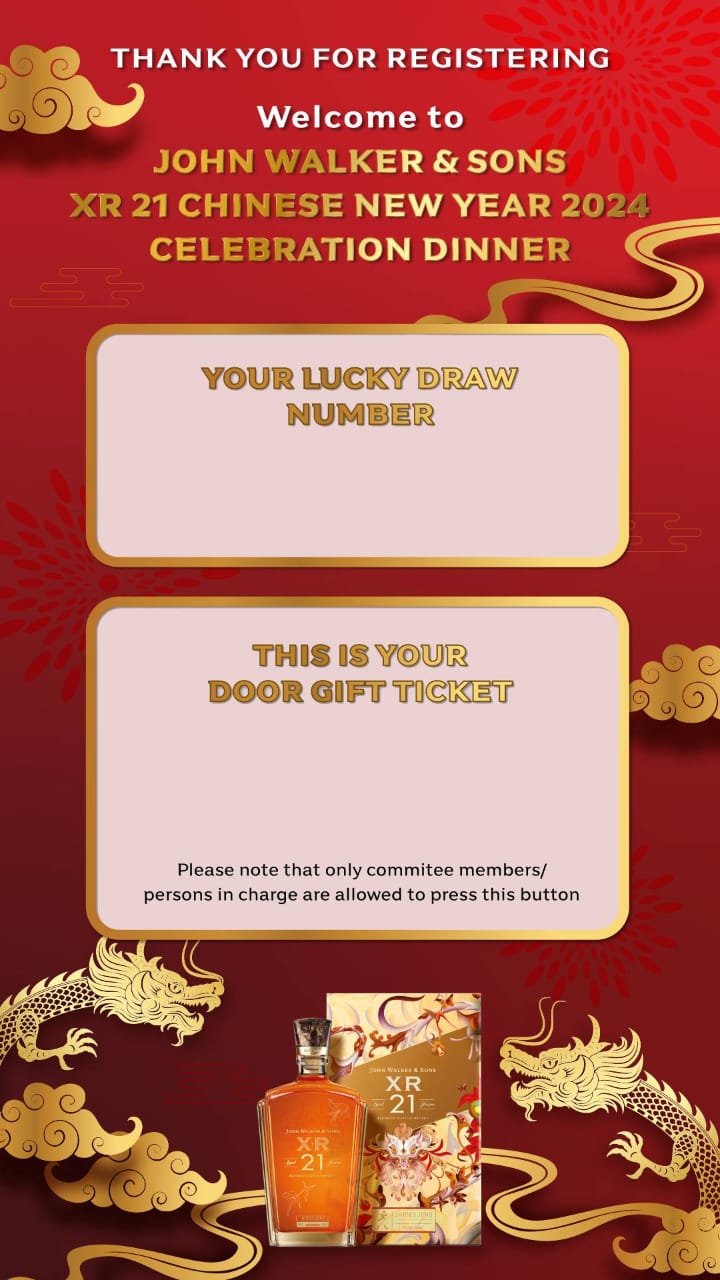 THANK YOU FOR REGISTERING
Welcome to
JOHN WALKER & SONS
XR 21 CHINESE NEW YEAR 2024
CELEBRATION DINNER
YOUR LUCKY DRAW
NUMBER
THIS IS YOUR
DOOR GIFT TICKET
Please note that only commitee members/
persons in charge are allowed to press this button
JOHN WALKER & SONS
XR
21
JOHN WALKER & SONS
XR
21